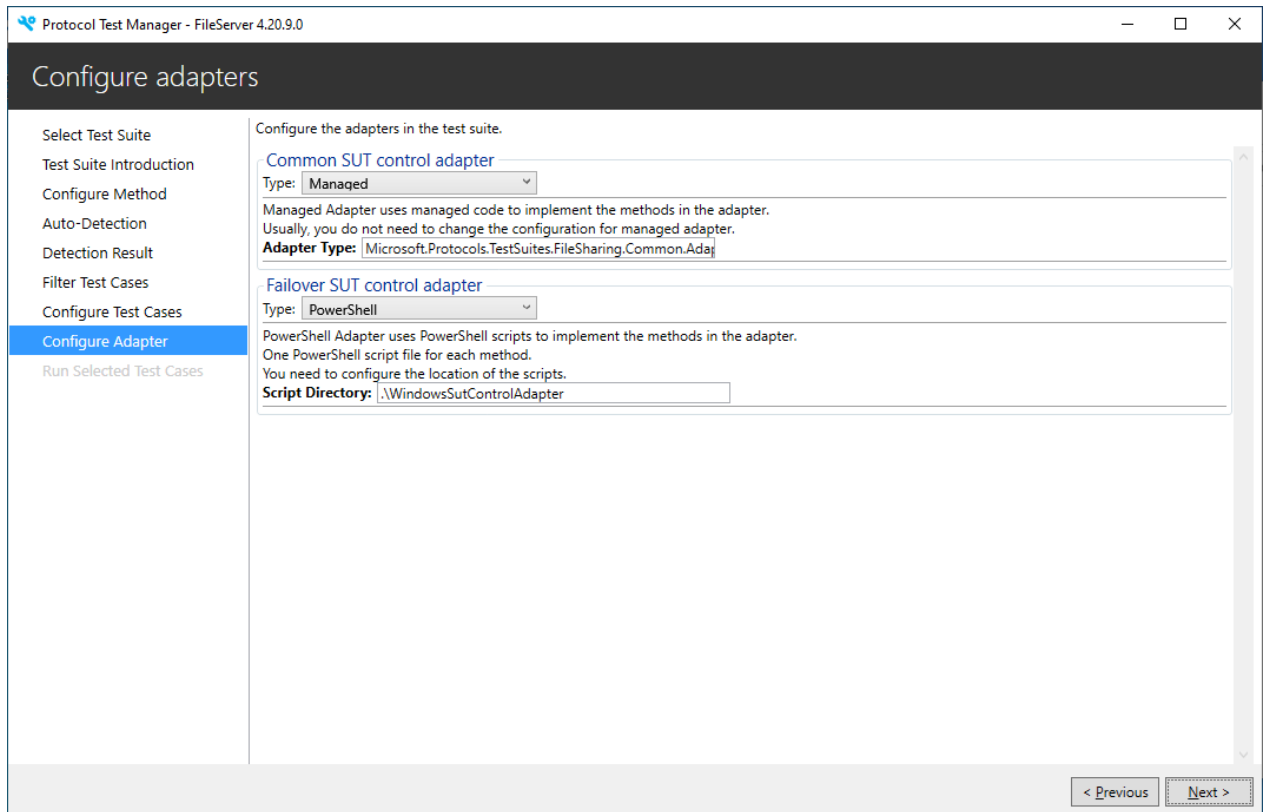 Protocol Test Manager - FileServer 4.20.9.0
Configure adapters
Select Test Suite
Test Suite Introduction
Configure Method
Auto-Detection
Detection Result
Filter Test Cases
Configure Test Cases
Configure Adapter
Run Selected Test Cases
Configure the adapters in the test suite.
Common SUT control adapter
Type: Managed
Managed Adapter uses managed code to implement the methods in the adapter.
Usually, you do not need to change the configuration for managed adapter.
Adapter Type: Microsoft.Protocols.TestSuites.FileSharing.Common.Adap
Failover SUT control adapter
Type: PowerShell
PowerShell Adapter uses PowerShell scripts to implement the methods in the adapter.
One PowerShell script file for each method.
You need to configure the location of the scripts.
Script Directory: .\WindowsSutControlAdapter
< Previous
Next >